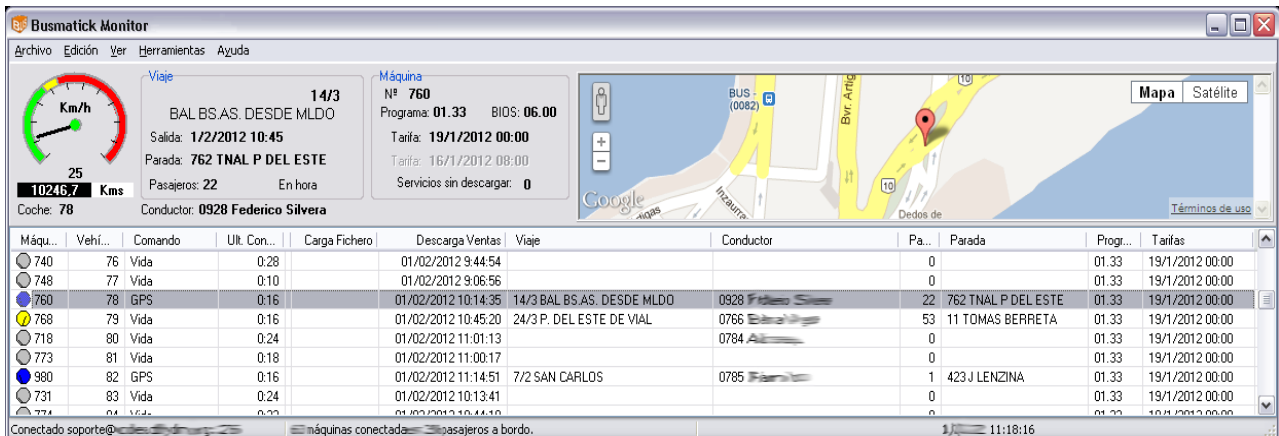 Busmatick Monitor
Archivo Edición Ver Herramientas Ayuda
Km/h
25
10246,7 Kms
Coche: 78
Viaje
14/3
BAL BS.AS. DESDE MLDO
Salida: 1/2/2012 10:45
Parada: 762 TNAL P DEL ESTE
Pasajeros: 22 En hora
Conductor: 0928 Federico Silvera
Máquina
Nº 760
Programa: 01.33 BIOS: 06.00
Tarifa: 19/1/2012 00:00
Tarifa: 16/1/2012 08:00
Servicios sin descargar: 0
BUS -
(0082)
Bvr. Artig
10
Mapa Satélite
10
Inzaurra
Google
tigas
Dedos de
Términos de uso
Máqu... Vehí... Comando Ult. Con... Carga Fichero Descarga Ventas Viaje Conductor Pa... Parada Progr... Tarifas
740 76 Vida 0:28 01/02/2012 9:44:54 0 01.33 19/1/2012 00:00
748 77 Vida 0:10 01/02/2012 9:06:56 0 01.33 19/1/2012 00:00
760 78 GPS 0:16 01/02/2012 10:14:35 14/3 BAL BS.AS. DESDE MLDO 0928 22 762 TNAL P DEL ESTE 01.33 19/1/2012 00:00
768 79 Vida 0:16 01/02/2012 10:45:20 24/3 P. DEL ESTE DE VIAL 0766 53 11 TOMAS BERRETA 01.33 19/1/2012 00:00
718 80 Vida 0:24 01/02/2012 11:01:13 0784 0 01.33 19/1/2012 00:00
773 81 Vida 0:18 01/02/2012 11:00:17 0 01.33 19/1/2012 00:00
980 82 GPS 0:16 01/02/2012 11:14:51 7/2 SAN CARLOS 0785 1 423 J LENZINA 01.33 19/1/2012 00:00
731 83 Vida 0:24 01/02/2012 10:13:41 0 01.33 19/1/2012 00:00
Conectado soporte@ máquinas conectada pasajeros a bordo. 11:18:16